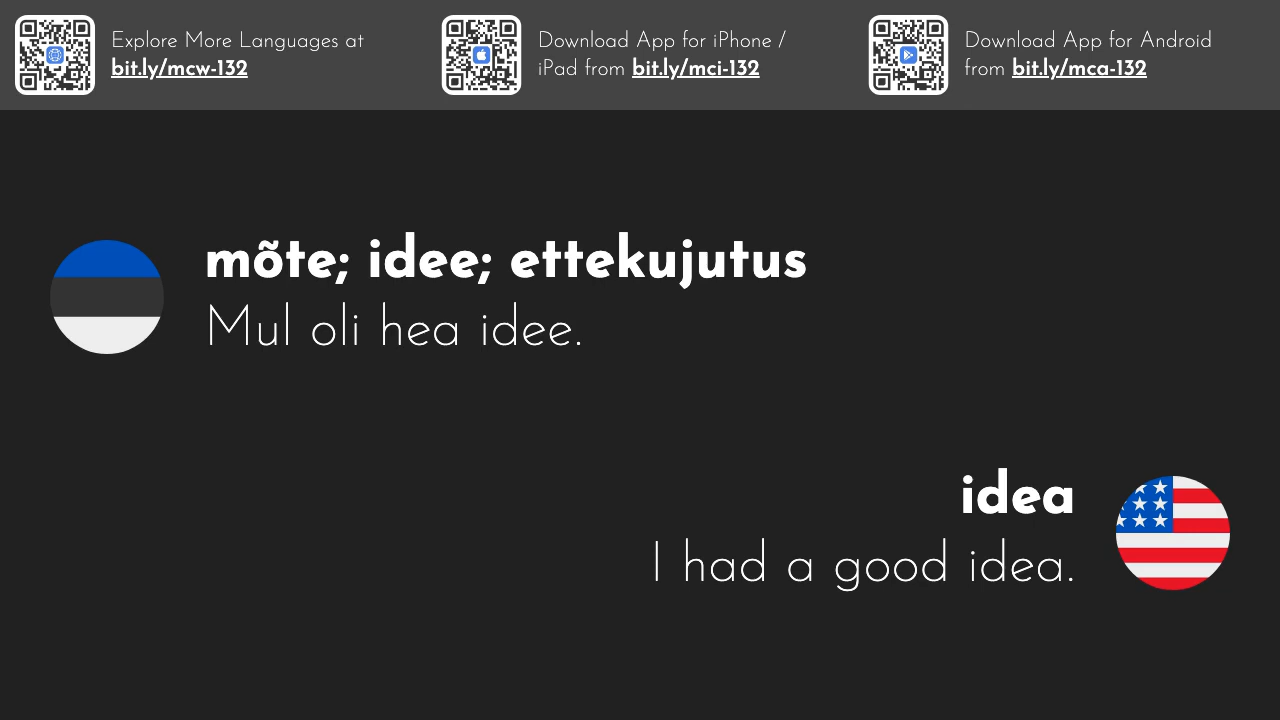 Explore More Languages at
bit.ly/mcw-132
Download App for iPhone /
iPad from bit.ly/mci-132
Download App for Android
from bit.ly/mca-132
mõte; idee; ettekujutus
Mul oli hea idee.
idea
I had a good idea.